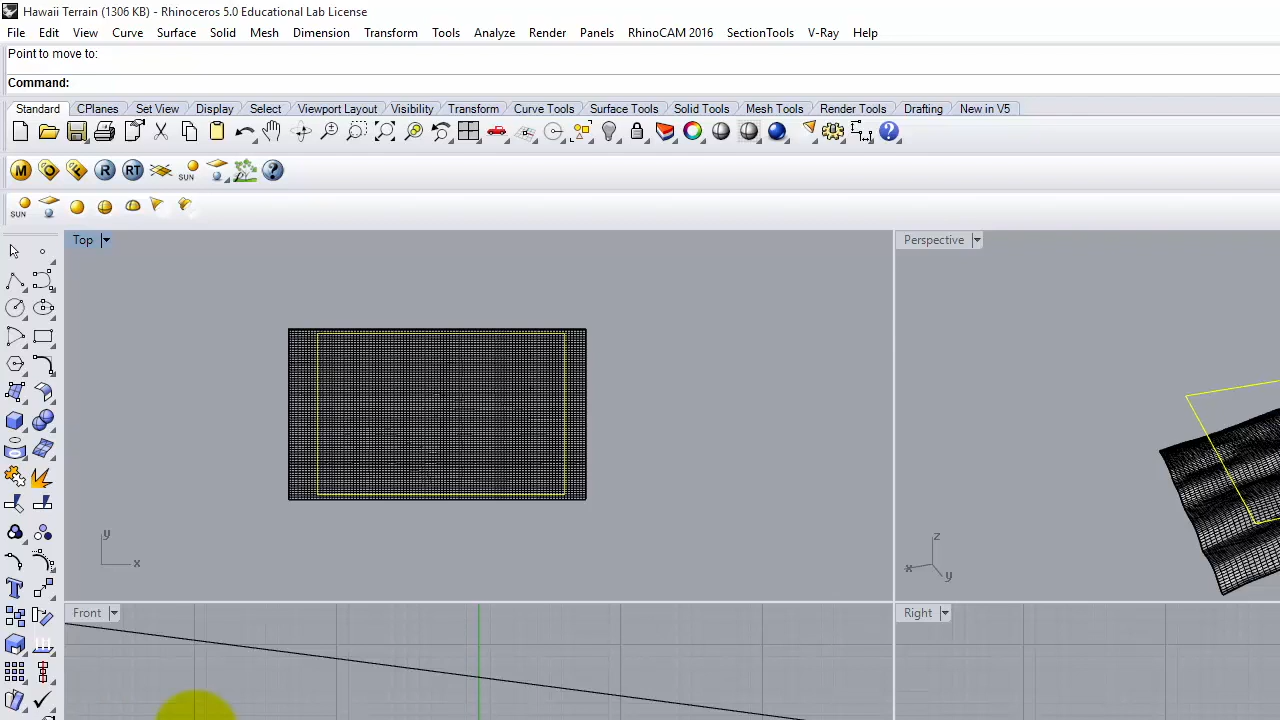 Hawaii Terrain (1306 KB) - Rhinoceros 5.0 Educational Lab License
File Edit View Curve Surface Solid Mesh Dimension Transform Tools Analyze Render Panels RhinoCAM 2016 SectionTools V-Ray Help
Point to move to:
Command:
Standard CPlanes Set View Display Select Viewport Layout Visibility Transform Curve Tools Surface Tools Solid Tools Mesh Tools Render Tools Drafting New in V5
M O F R RT SUN ?
SUN
Top
Perspective
y
x
z
x
y
Front
Right